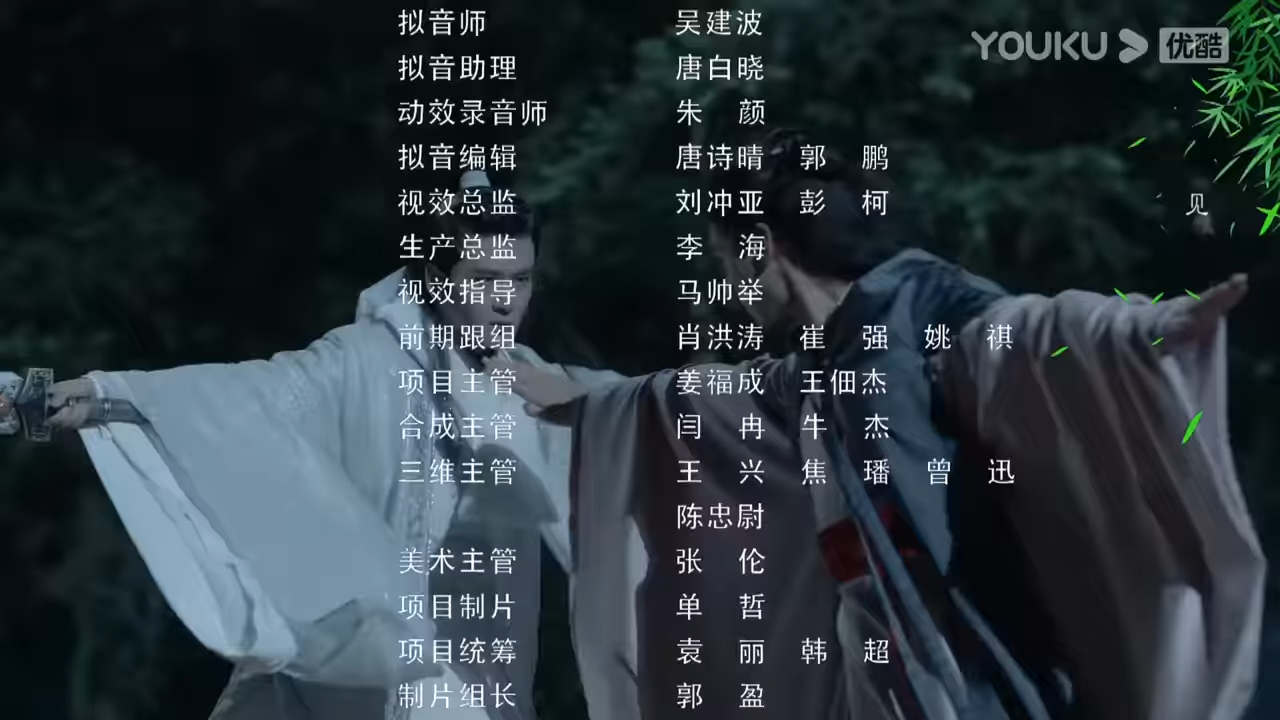 拟音师 吴建波
YOUKU 优酷
拟音助理 唐白晓
动效录音师 朱 颜
拟音编辑 唐诗晴 郭 鹏
视效总监 刘冲亚 彭 柯
见
生产总监 李 海
视效指导 马帅举
前期跟组 肖洪涛 崔 强 姚 祺
项目主管 姜福成 王佃杰
合成主管 闫 冉 牛 杰
三维主管 王 兴 焦 璠 曾 迅
陈忠尉
美术主管 张 伦
项目制片 单 哲
项目统筹 袁 丽 韩 超
制片组长 郭 盈